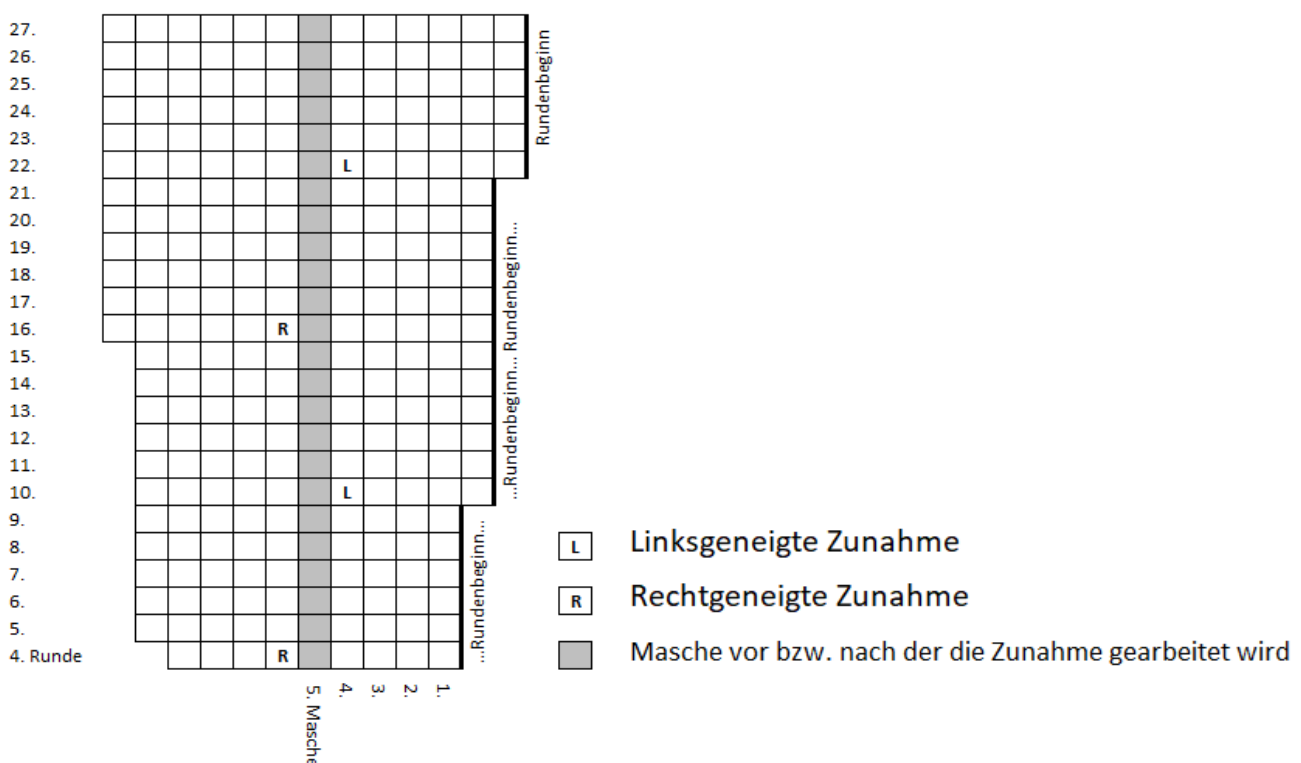 27.
26.
25.
24.
23.
22.
L
21.
20.
19.
18.
17.
16.
R
15.
14.
13.
12.
11.
10.
L
9.
8.
7.
6.
5.
4. Runde
R
5. Masche
4.
3.
2.
1.
Rundenbeginn
...Rundenbeginn... Rundenbeginn...
...Rundenbeginn...
L Linksgeneigte Zunahme
R Rechtgeneigte Zunahme
Masche vor bzw. nach der die Zunahme gearbeitet wird